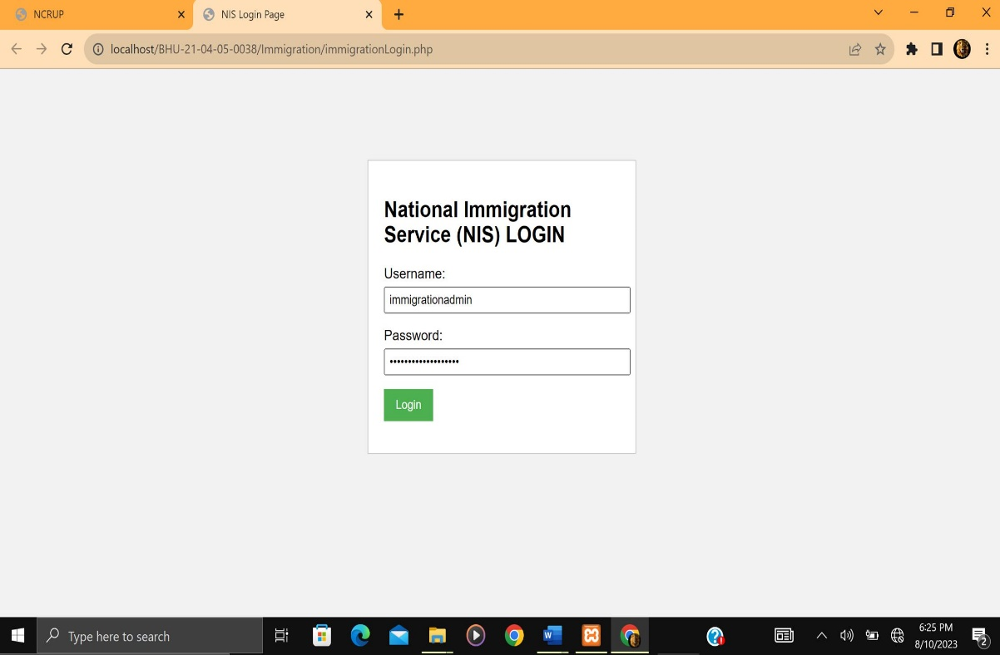 NCRUP
NIS Login Page
localhost/BHU-21-04-05-0038/Immigration/immigrationLogin.php
National Immigration
Service (NIS) LOGIN
Username:
immigrationadmin
Password:
•••••••••••••••••••
Login
Type here to search
6:25 PM
8/10/2023
2